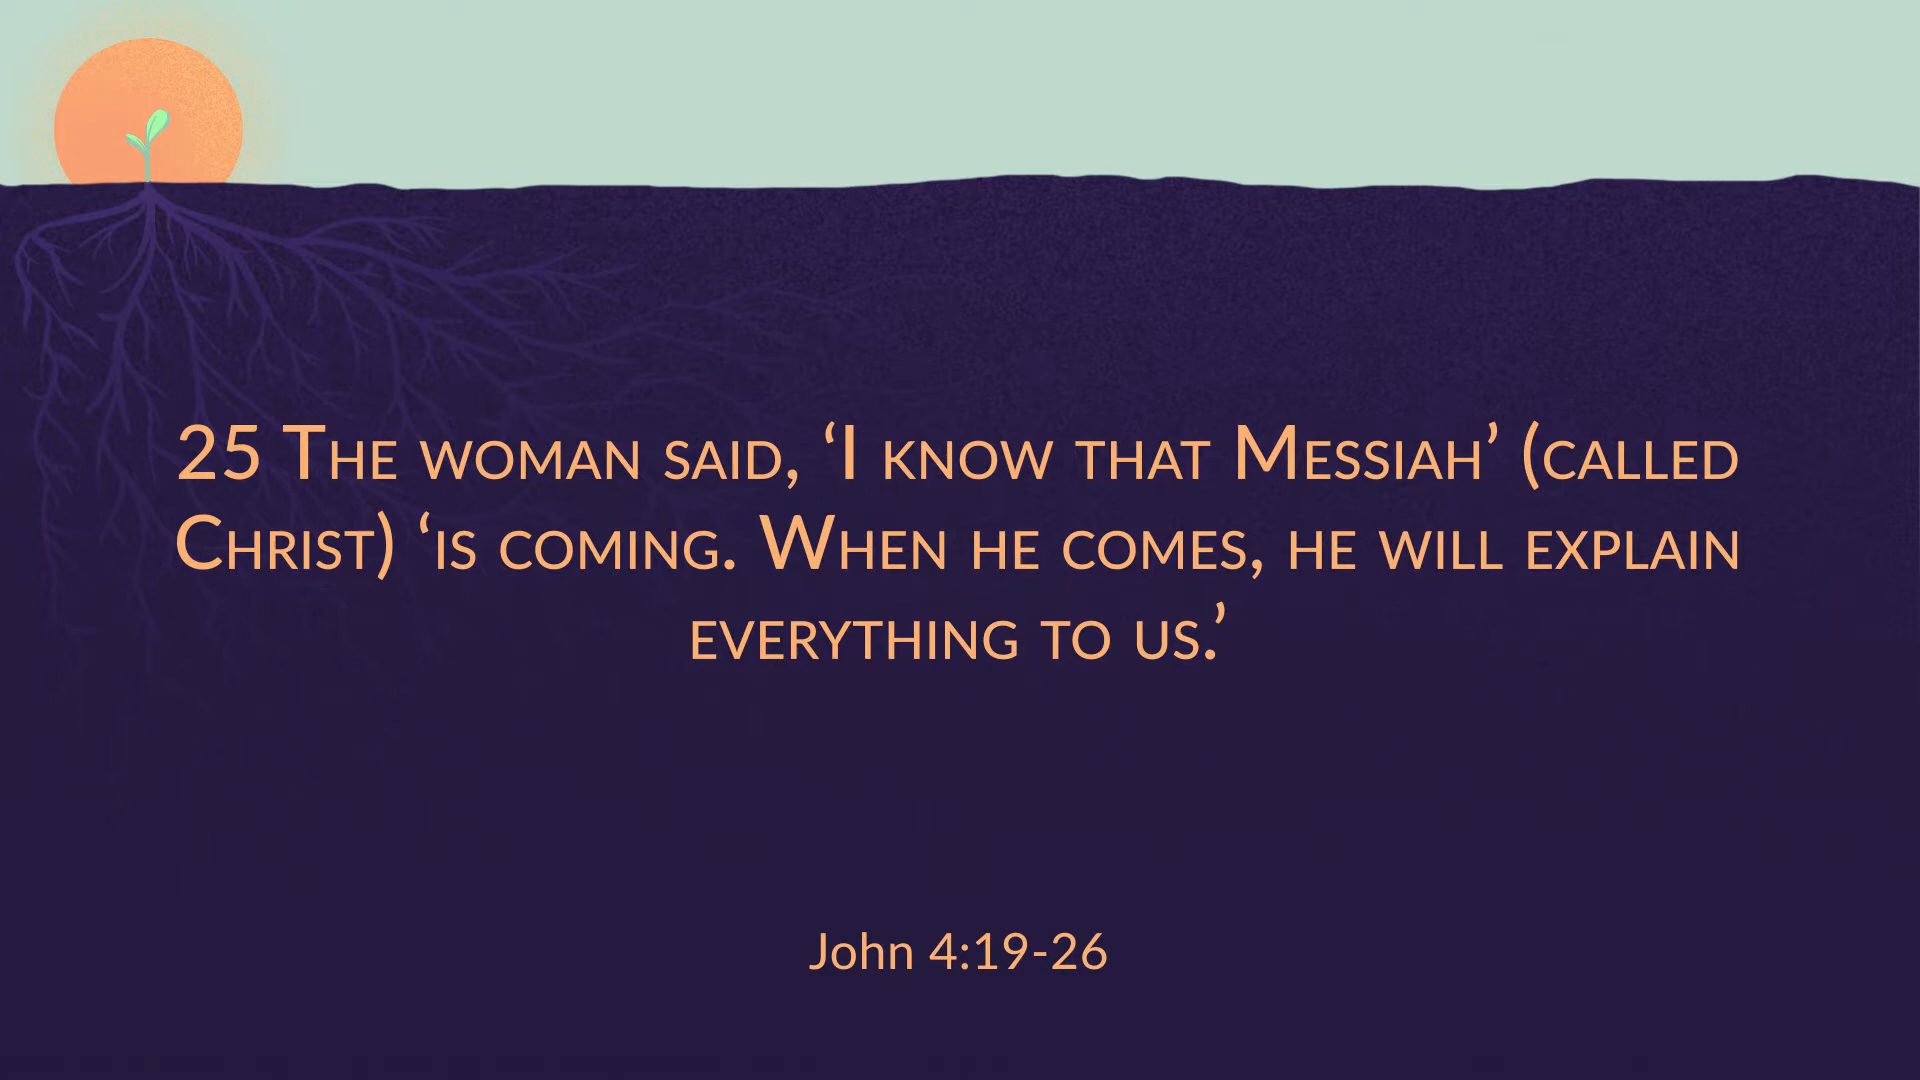 25 The woman said, ‘I know that Messiah’ (called
Christ) ‘is coming. When he comes, he will explain
everything to us.’
John 4:19-26